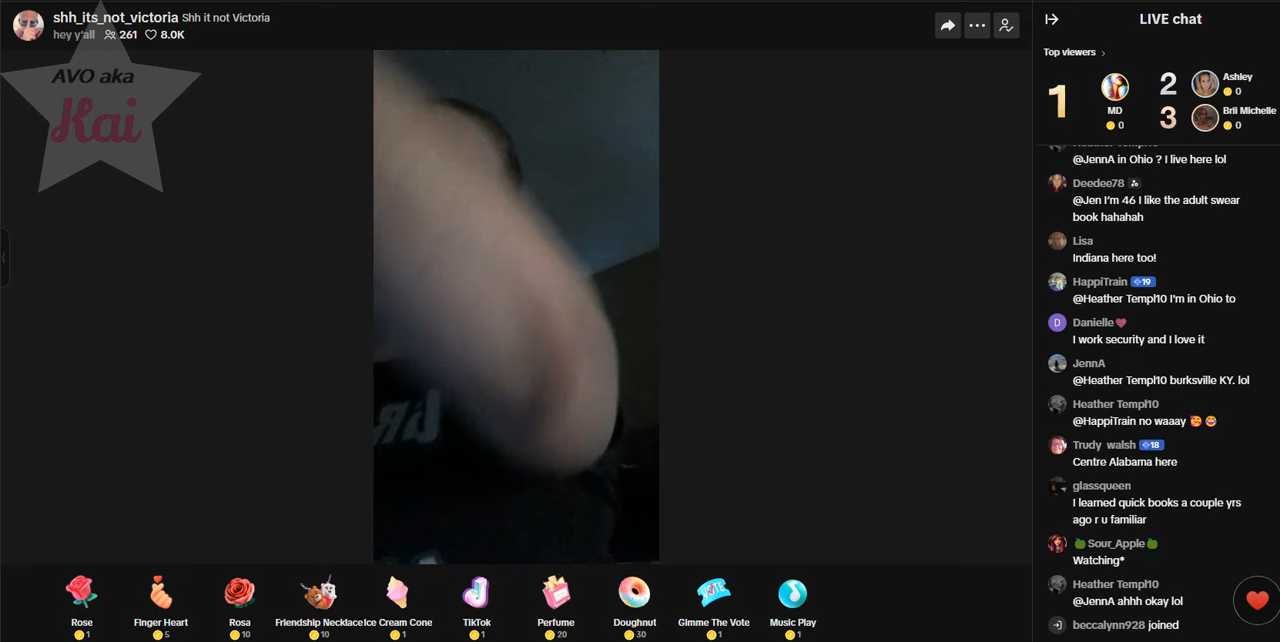 shh_its_not_victoria Shh it not Victoria
hey y'all 261 8.0K
AVO aka
Kai
LIVE chat
Top viewers
1
MD
0
2
Ashley
0
3
Brii Michelle
0
@JennA in Ohio ? I live here lol
Deedee78
@Jen I'm 46 I like the adult swear
book hahahah
Lisa
Indiana here too!
HappiTrain 19
@Heather Templ10 I'm in Ohio to
D Danielle
I work security and I love it
JennA
@Heather Templ10 burksville KY. lol
Heather Templ10
@HappiTrain no waaay
Trudy walsh 18
Centre Alabama here
glassqueen
I learned quick books a couple yrs
ago r u familiar
Sour_Apple
Watching*
Heather Templ10
@JennA ahhh okay lol
beccalynn928 joined
Rose Finger Heart Rosa Friendship Necklace Ice Cream Cone TikTok Perfume Doughnut Gimme The Vote Music Play
1 5 10 10 1 1 20 30 1 1
VOTE